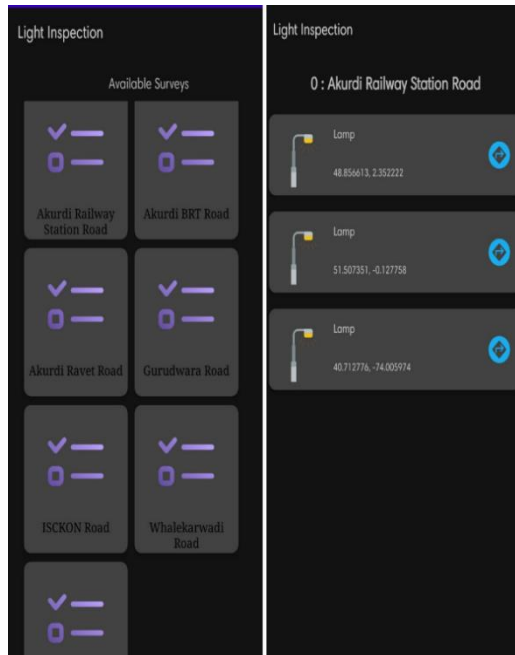 Light Inspection
Available Surveys
Akurdi Railway
Station Road
Akurdi BRT Road
Akurdi Ravet Road
Gurudwara Road
ISCKON Road
Whalekarwadi
Road
Light Inspection
0 : Akurdi Railway Station Road
Lamp
48.856613, 2.352222
Lamp
51.507351, -0.127758
Lamp
40.712776, -74.005974